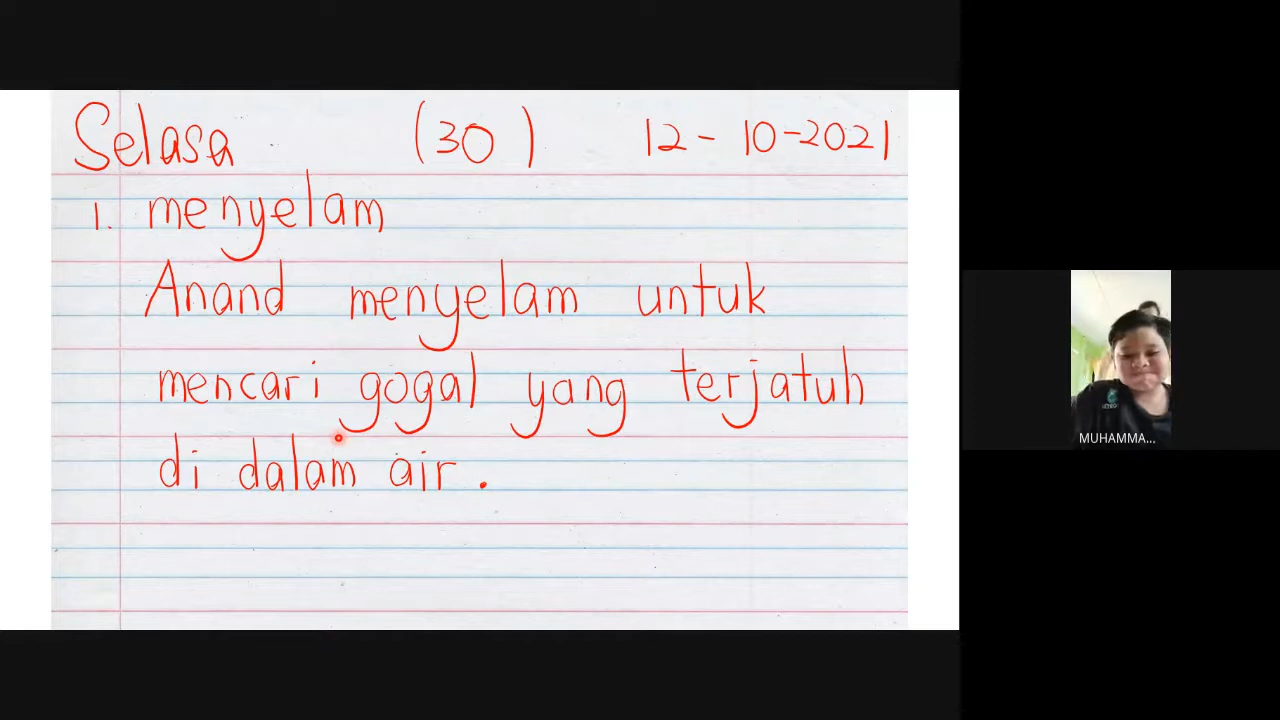 Selasa (30) 12-10-2021
1. menyelam
Anand menyelam untuk
mencari gogal yang terjatuh
di dalam air.
MUHAMMA...